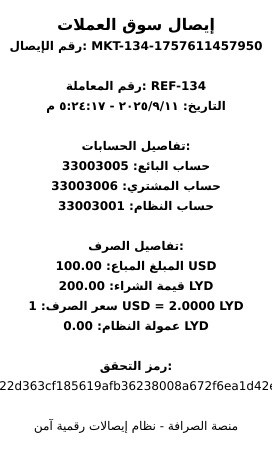 إيصال سوق العملات
رقم الإيصال: MKT-134-1757611457950
رقم المعاملة: REF-134
التاريخ: ٢٠٢٥/٩/١١ - ٥:٢٤:١٧ م
تفاصيل الحسابات:
حساب البائع: 33003005
حساب المشتري: 33003006
حساب النظام: 33003001
تفاصيل الصرف:
المبلغ المباع: 100.00 USD
قيمة الشراء: 200.00 LYD
سعر الصرف: 1 USD = 2.0000 LYD
عمولة النظام: 0.00 LYD
رمز التحقق:
22d363cf185619afb36238008a672f6ea1d42e
منصة الصرافة - نظام إيصالات رقمية آمن